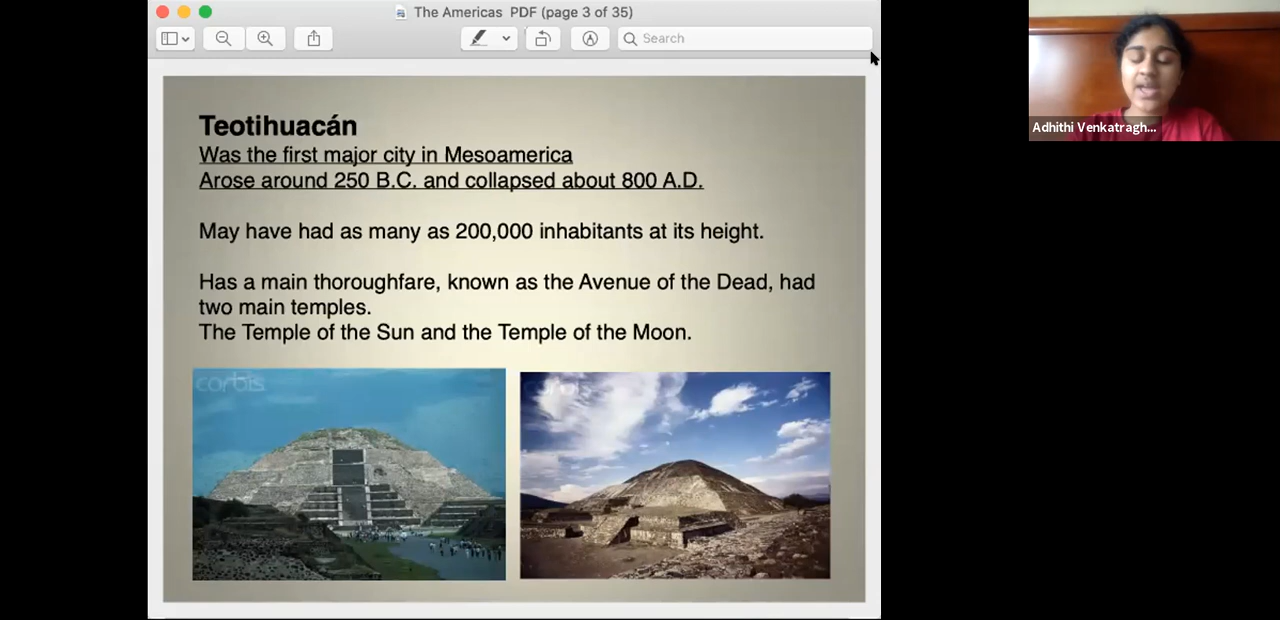 The Americas PDF (page 3 of 35)
Search
Teotihuacán
Was the first major city in Mesoamerica
Arose around 250 B.C. and collapsed about 800 A.D.
May have had as many as 200,000 inhabitants at its height.
Has a main thoroughfare, known as the Avenue of the Dead, had
two main temples.
The Temple of the Sun and the Temple of the Moon.
corbis
Adhithi Venkatragh...